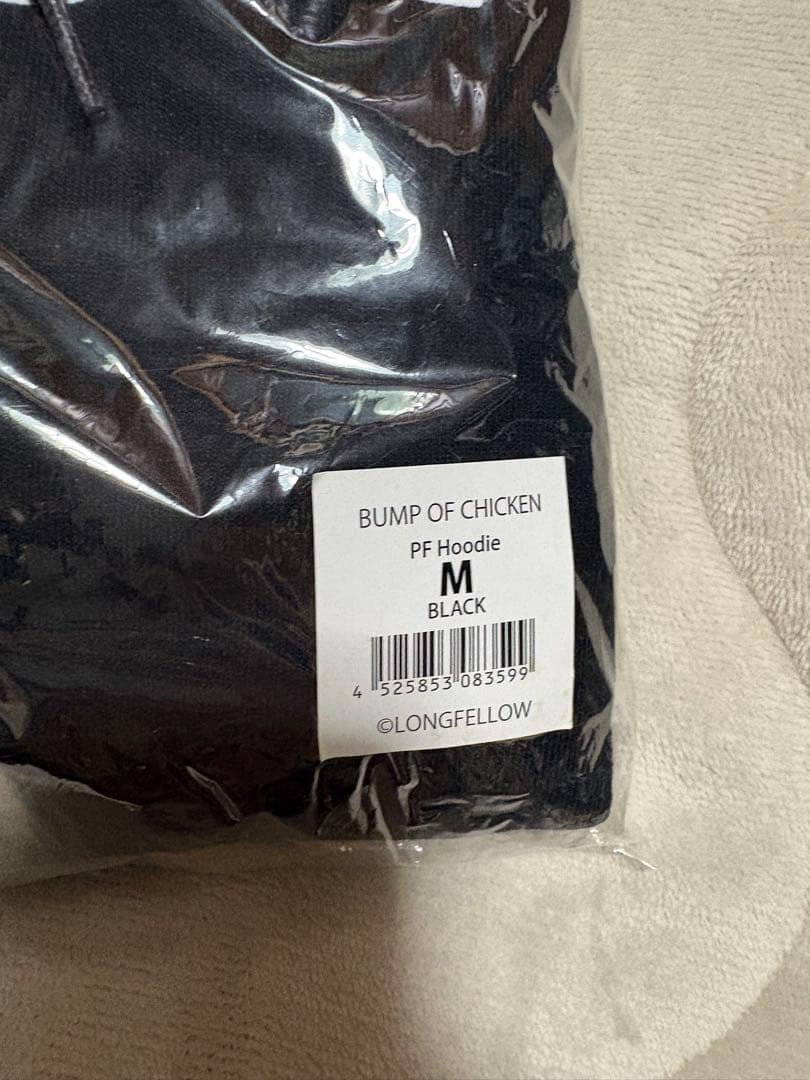 BUMP OF CHICKEN
PF Hoodie
M
BLACK
4 525853 083599
©LONGFELLOW